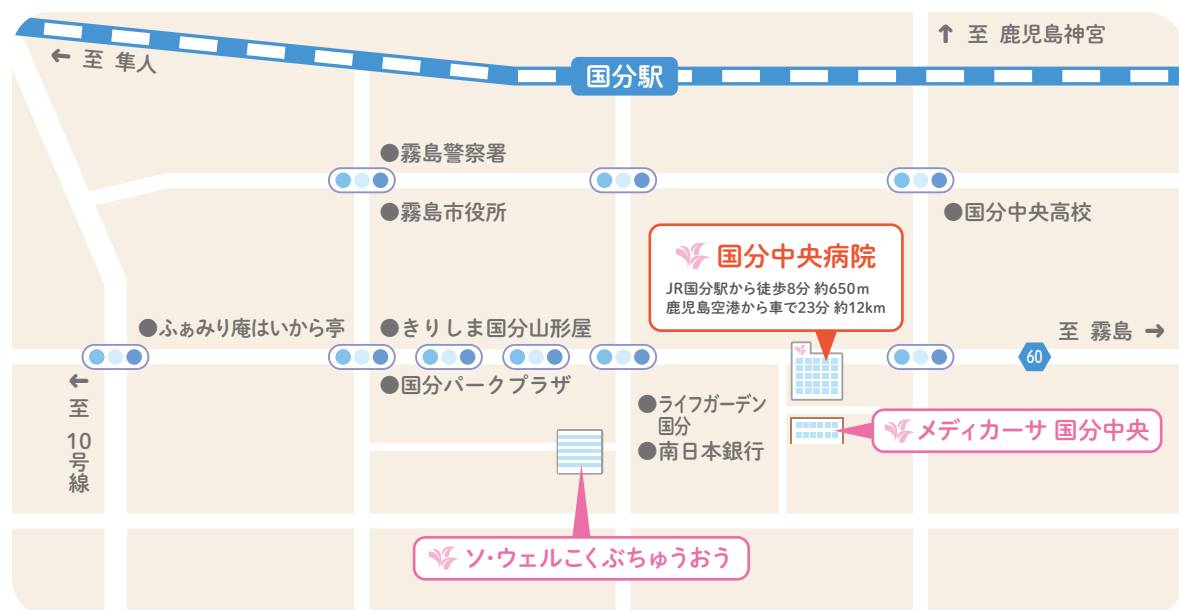 ↑ 至 鹿児島神宮
← 至 隼人
国分駅
●霧島警察署
●霧島市役所
●国分中央高校
国分中央病院
JR国分駅から徒歩8分 約650m
鹿児島空港から車で23分 約12km
●ふぁみり庵はいから亭
●きりしま国分山形屋
至 霧島 →
60
●国分パークプラザ
← 至 10号線
●ライフガーデン
国分
●南日本銀行
メディカーサ 国分中央
ソ・ウェルこくぶちゅうおう